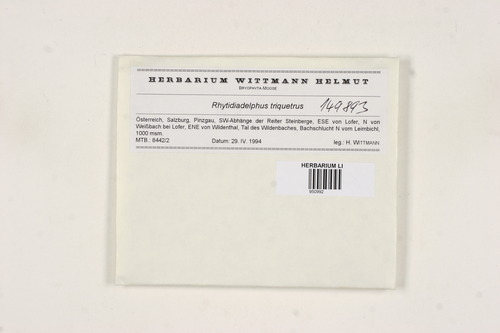 HERBARIUM WITTMANN HELMUT
BRYOPHYTA-MOOSE
Rhytidiadelphus triquetrus 149893
Österreich, Salzburg, Pinzgau, SW-Abhänge der Reiter Steinberge, ESE von Lofer, N von
Weißbach bei Lofer, ENE von Wildenthal, Tal des Wildenbaches, Bachschlucht N vom Leimbichl,
1000 msm.
MTB.: 8442/2 Datum: 29. IV. 1994 leg.: H. WITTMANN
HERBARIUM LI
950992